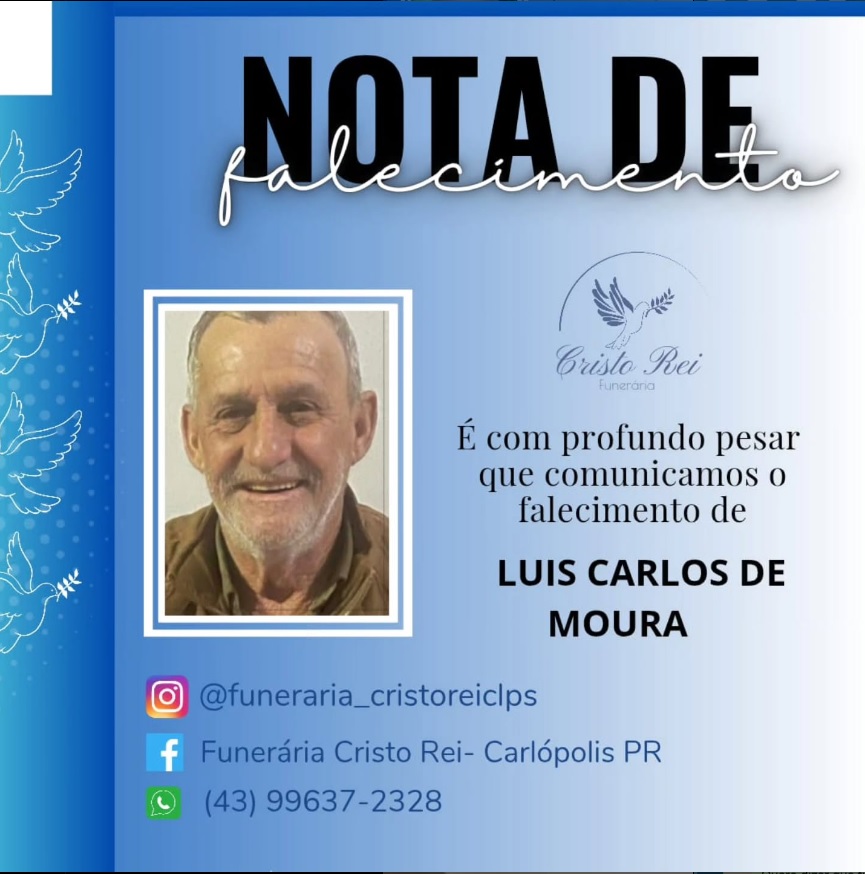 NOTA DE
falecimento
Cristo Rei
Funerária
É com profundo pesar
que comunicamos o
falecimento de
LUIS CARLOS DE
MOURA
@funeraria_cristoreiclps
Funerária Cristo Rei- Carlópolis PR
(43) 99637-2328